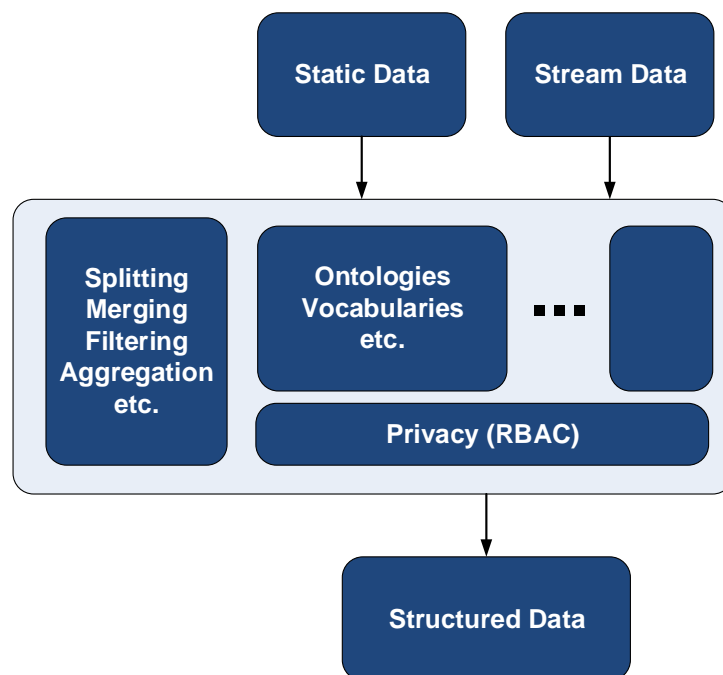 Static Data
Stream Data
Splitting
Merging
Filtering
Aggregation
etc.
Ontologies
Vocabularies
etc.
Privacy (RBAC)
Structured Data